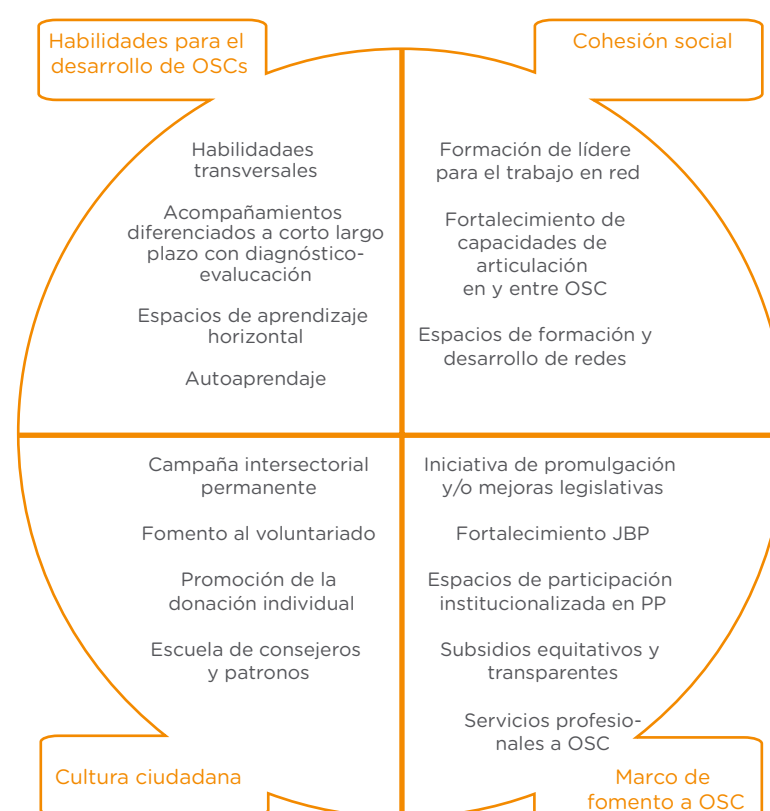 Habilidades para el
desarrollo de OSCs
Cohesión social
Habilidadaes
transversales
Acompañamientos
diferenciados a corto largo
plazo con diagnóstico-
evalucación
Espacios de aprendizaje
horizontal
Autoaprendaje
Formación de lídere
para el trabajo en red
Fortalecimiento de
capacidades de
articulación
en y entre OSC
Espacios de formación y
desarrollo de redes
Campaña intersectorial
permanente
Fomento al voluntariado
Promoción de la
donación individual
Escuela de consejeros
y patronos
Iniciativa de promulgación
y/o mejoras legislativas
Fortalecimiento JBP
Espacios de participación
institucionalizada en PP
Subsidios equitativos y
transparentes
Servicios profesio-
nales a OSC
Cultura ciudadana
Marco de
fomento a OSC